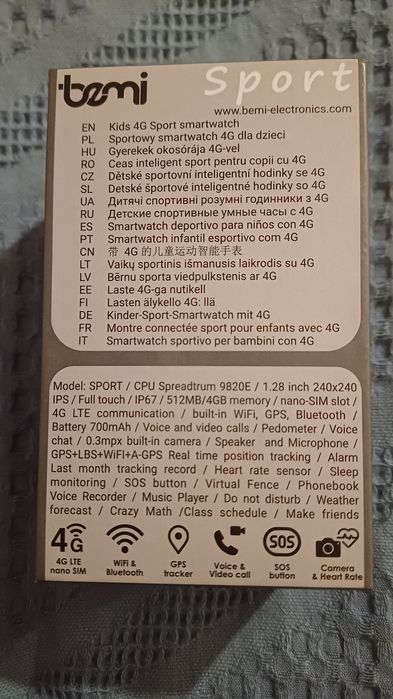 bemi Sport
www.bemi-electronics.com
EN Kids 4G Sport smartwatch
PL Sportowy smartwatch 4G dla dzieci
HU Gyerekek okosórája 4G-vel
RO Ceas inteligent sport pentru copii cu 4G
CZ Dětské sportovní inteligentní hodinky se 4G
SL Detské športové inteligentné hodinky so 4G
UA Дитячі спортивні розумні годинники з 4G
RU Детские спортивные умные часы с 4G
ES Smartwatch deportivo para niños con 4G
PT Smartwatch infantil esportivo com 4G
CN 带 4G 的儿童运动智能手表
LT Vaikų sportinis išmanusis laikrodis su 4G
LV Bērnu sporta viedpulkstenis ar 4G
EE Laste 4G-ga nutikell
FI Lasten älykello 4G: llä
DE Kinder-Sport-Smartwatch mit 4G
FR Montre connectée sport pour enfants avec 4G
IT Smartwatch sportivo per bambini con 4G
Model: SPORT / CPU Spreadtrum 9820E / 1.28 inch 240x240
IPS / Full touch / IP67 / 512MB/4GB memory / nano-SIM slot /
4G LTE communication / built-in WiFi, GPS, Bluetooth /
Battery 700mAh / Voice and video calls / Pedometer / Voice
chat / 0.3mpx built-in camera / Speaker and Microphone /
GPS+LBS+WiFi+A-GPS Real time position tracking / Alarm
Last month tracking record / Heart rate sensor / Sleep
monitoring / SOS button / Virtual Fence / Phonebook
Voice Recorder / Music Player / Do not disturb / Weather
forecast / Crazy Math /Class schedule / Make friends
4G SOS
4G LTE nano SIM
WiFi & Bluetooth
GPS tracker
Voice & Video call
SOS button
Camera & Heart Rate